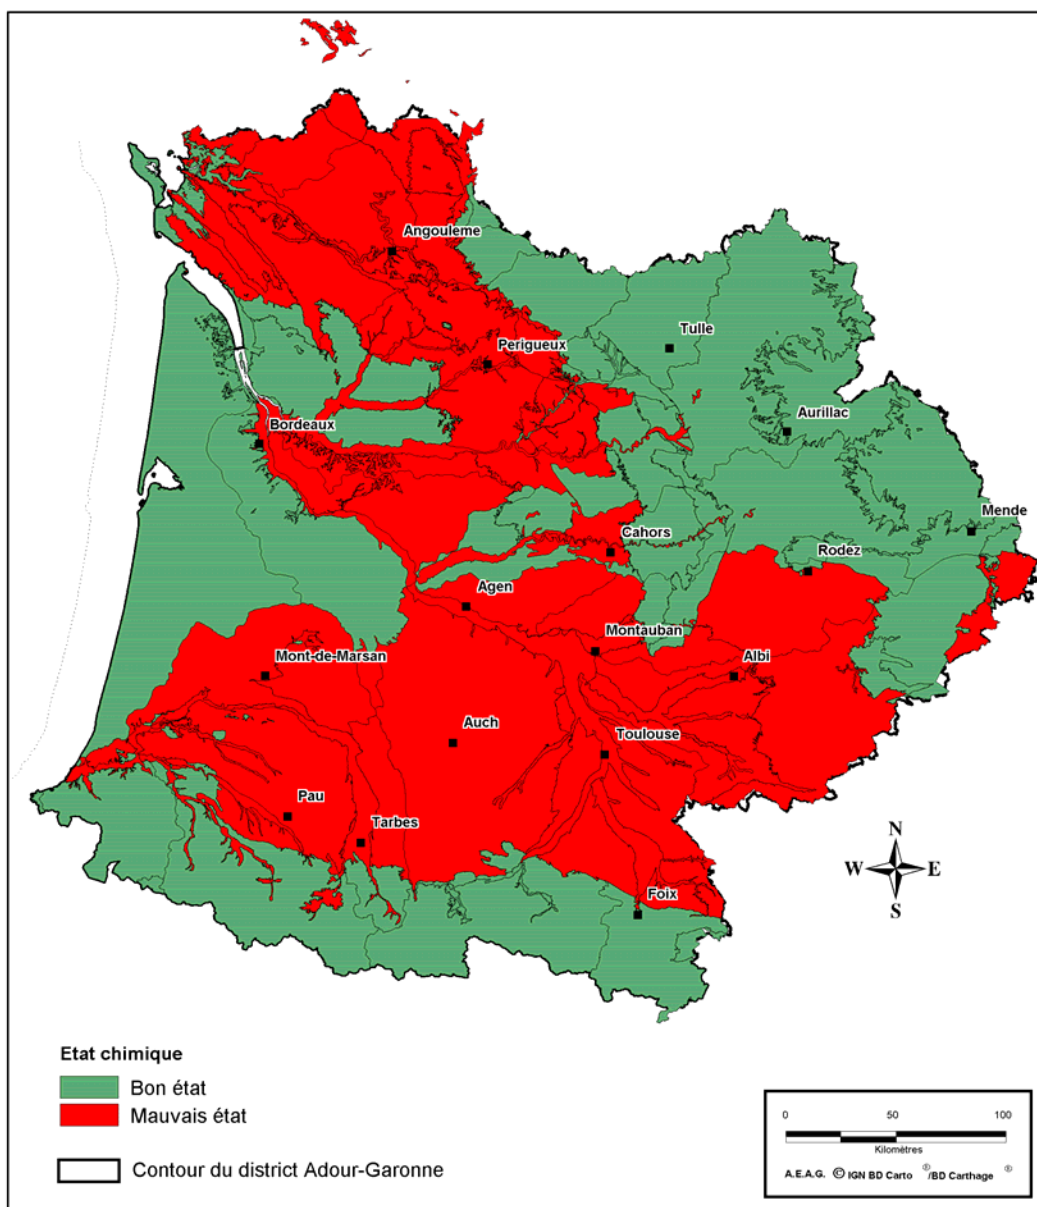 Angouleme
Perigueux
Tulle
Aurillac
Bordeaux
Mende
Cahors
Rodez
Agen
Montauban
Mont-de-Marsan
Albi
Auch
Toulouse
Pau
Tarbes
Foix
N
W E
S
Etat chimique
Bon état
Mauvais état
Contour du district Adour-Garonne
0 50 100
Kilomètres
A.E.A.G. © IGN BD Carto ® /BD Carthage ®